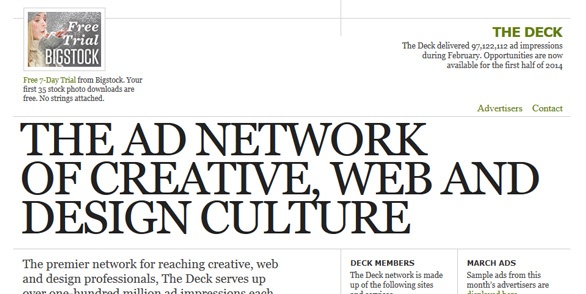 Free
Trial
BIGSTOCK
Free 7-Day Trial from Bigstock. Your
first 35 stock photo downloads are
free. No strings attached.
THE DECK
The Deck delivered 97,122,112 ad impressions
during February. Opportunities are now
available for the first half of 2014
Advertisers Contact
THE AD NETWORK
OF CREATIVE, WEB AND
DESIGN CULTURE
The premier network for reaching creative, web
and design professionals, The Deck serves up
over one-hundred million ad impressions each
DECK MEMBERS
The Deck network is made
up of the following sites
and services
MARCH ADS
Sample ads from this
month's advertisers are
displayed here